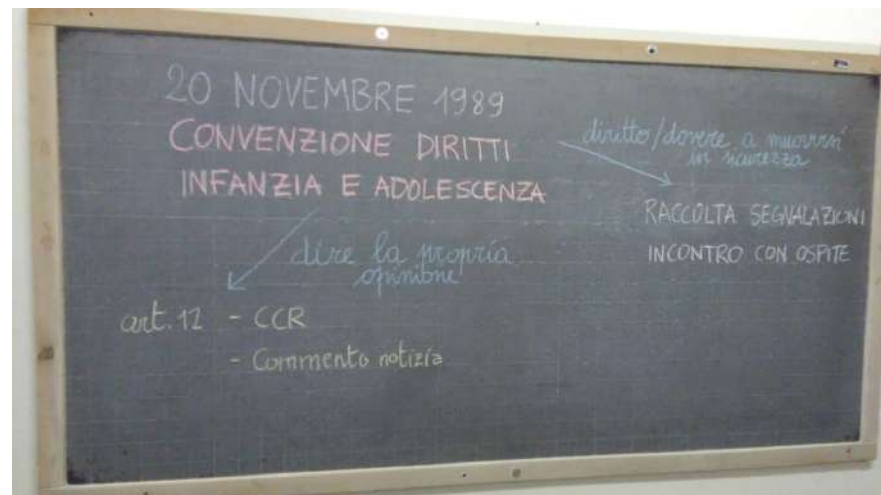 20 NOVEMBRE 1989
CONVENZIONE DIRITTI
INFANZIA E ADOLESCENZA
diritto/dovere a muoversi
in sicurezza
RACCOLTA SEGNALAZIONI
INCONTRO CON OSPITE
dire la propria
opinione
art. 12 - CCR
- Commento notizia